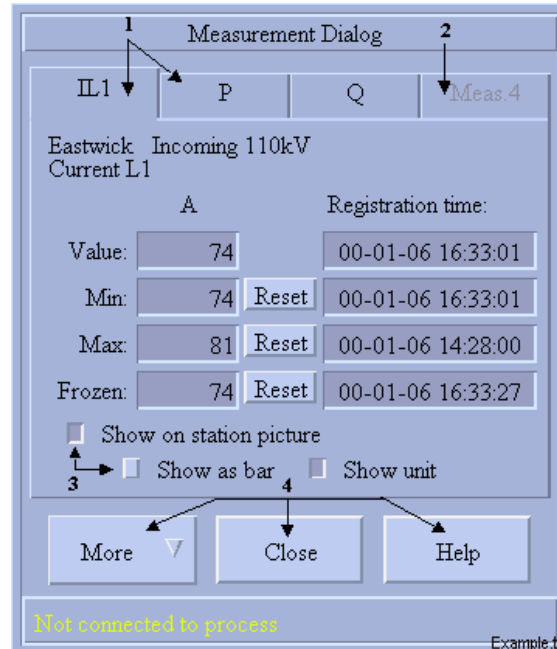 1
Measurement Dialog
2
IL1
P
Q
Meas.4
Eastwick Incoming 110kV
Current L1
A
Registration time:
Value: 74 00-01-06 16:33:01
Min: 74 Reset 00-01-06 16:33:01
Max: 81 Reset 00-01-06 14:28:00
Frozen: 74 Reset 00-01-06 16:33:27
Show on station picture
3
Show as bar
4
Show unit
More
Close
Help
Not connected to process